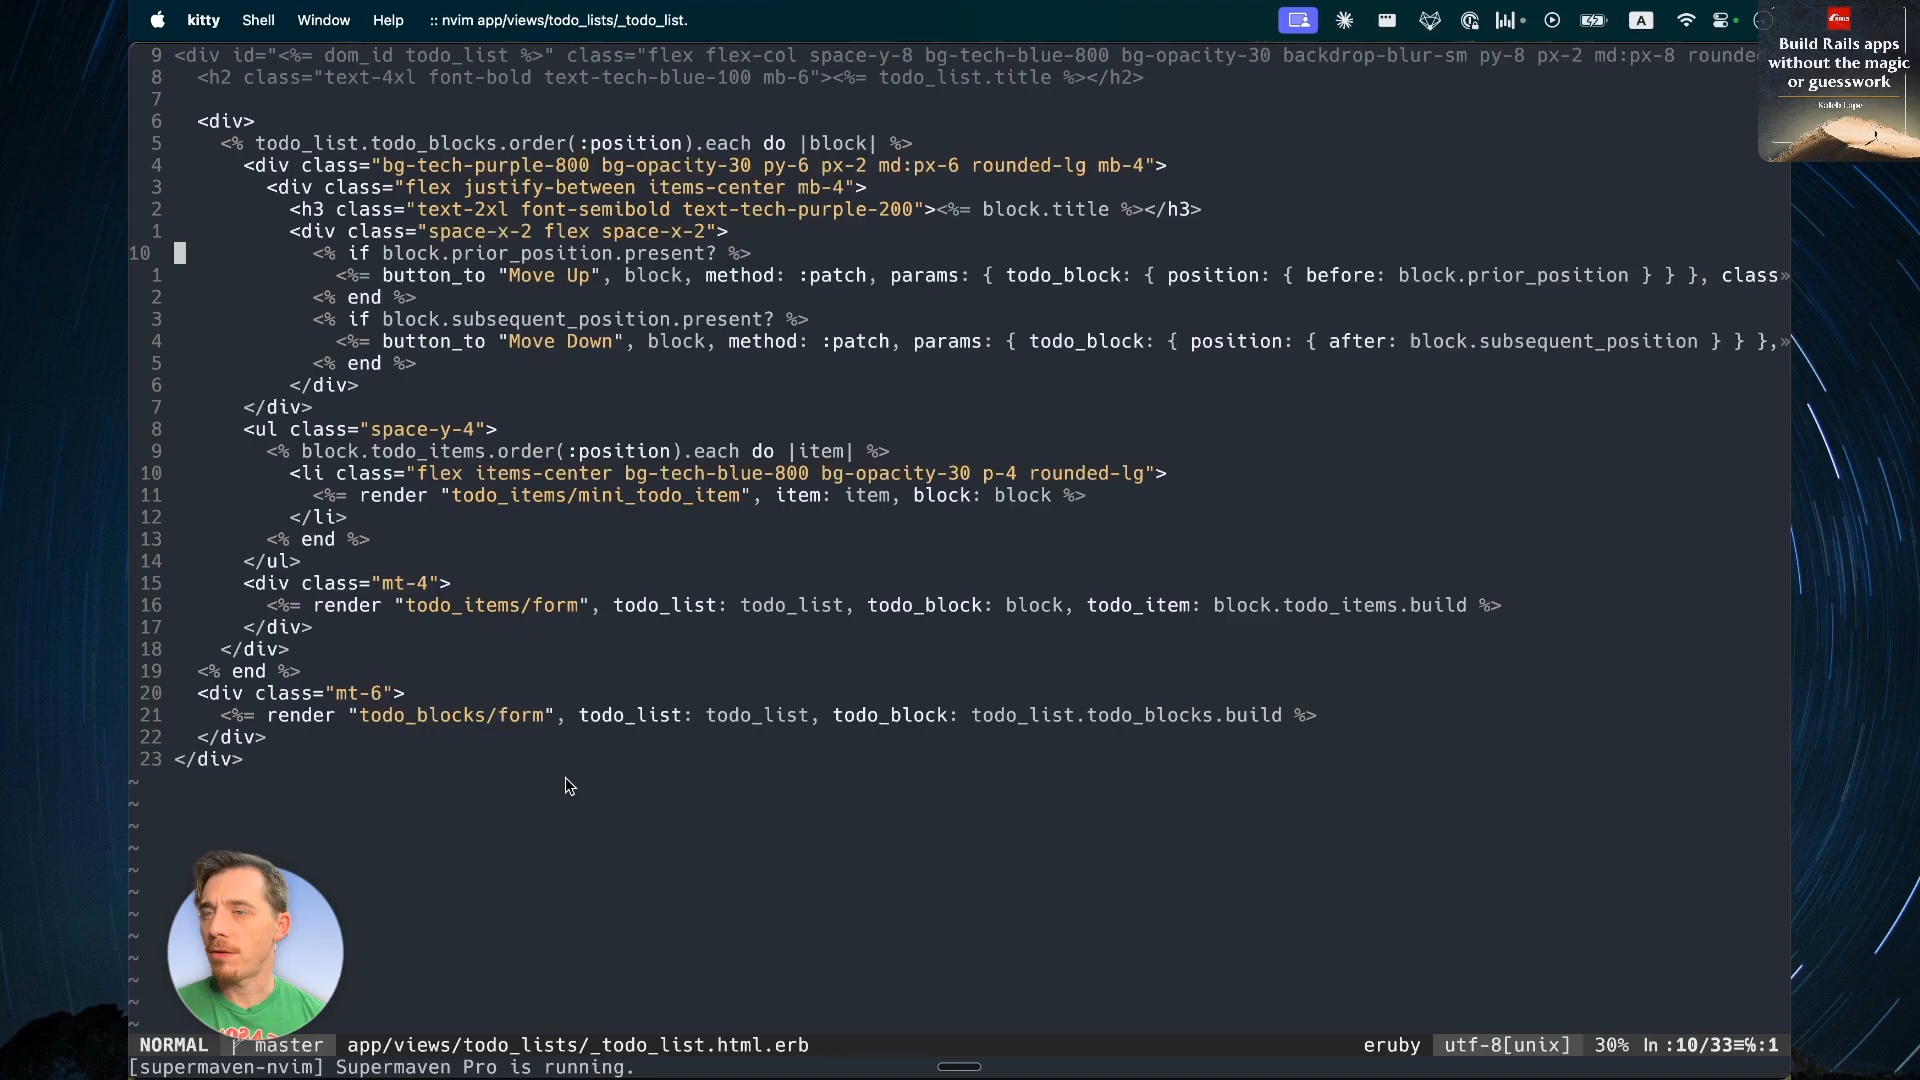 kitty Shell Window Help :: nvim app/views/todo_lists/_todo_list.
A
RAILS
Build Rails apps
without the magic
or guesswork
Kaleb Lape
9 <div id="<%= dom_id todo_list %>" class="flex flex-col space-y-8 bg-tech-blue-800 bg-opacity-30 backdrop-blur-sm py-8 px-2 md:px-8 rounde
8 <h2 class="text-4xl font-bold text-tech-blue-100 mb-6"><%= todo_list.title %></h2>
7
6 <div>
5 <% todo_list.todo_blocks.order(:position).each do |block| %>
4 <div class="bg-tech-purple-800 bg-opacity-30 py-6 px-2 md:px-6 rounded-lg mb-4">
3 <div class="flex justify-between items-center mb-4">
2 <h3 class="text-2xl font-semibold text-tech-purple-200"><%= block.title %></h3>
1 <div class="space-x-2 flex space-x-2">
10 <% if block.prior_position.present? %>
1 <%= button_to "Move Up", block, method: :patch, params: { todo_block: { position: { before: block.prior_position } } }, class»
2 <% end %>
3 <% if block.subsequent_position.present? %>
4 <%= button_to "Move Down", block, method: :patch, params: { todo_block: { position: { after: block.subsequent_position } } },»
5 <% end %>
6 </div>
7 </div>
8 <ul class="space-y-4">
9 <% block.todo_items.order(:position).each do |item| %>
10 <li class="flex items-center bg-tech-blue-800 bg-opacity-30 p-4 rounded-lg">
11 <%= render "todo_items/mini_todo_item", item: item, block: block %>
12 </li>
13 <% end %>
14 </ul>
15 <div class="mt-4">
16 <%= render "todo_items/form", todo_list: todo_list, todo_block: block, todo_item: block.todo_items.build %>
17 </div>
18 </div>
19 <% end %>
20 <div class="mt-6">
21 <%= render "todo_blocks/form", todo_list: todo_list, todo_block: todo_list.todo_blocks.build %>
22 </div>
23 </div>
~
~
~
~
~
~
~
~
~
~
~
~
NORMAL master app/views/todo_lists/_todo_list.html.erb eruby utf-8[unix] 30% ln :10/33≡℅:1
[supermaven-nvim] Supermaven Pro is running.